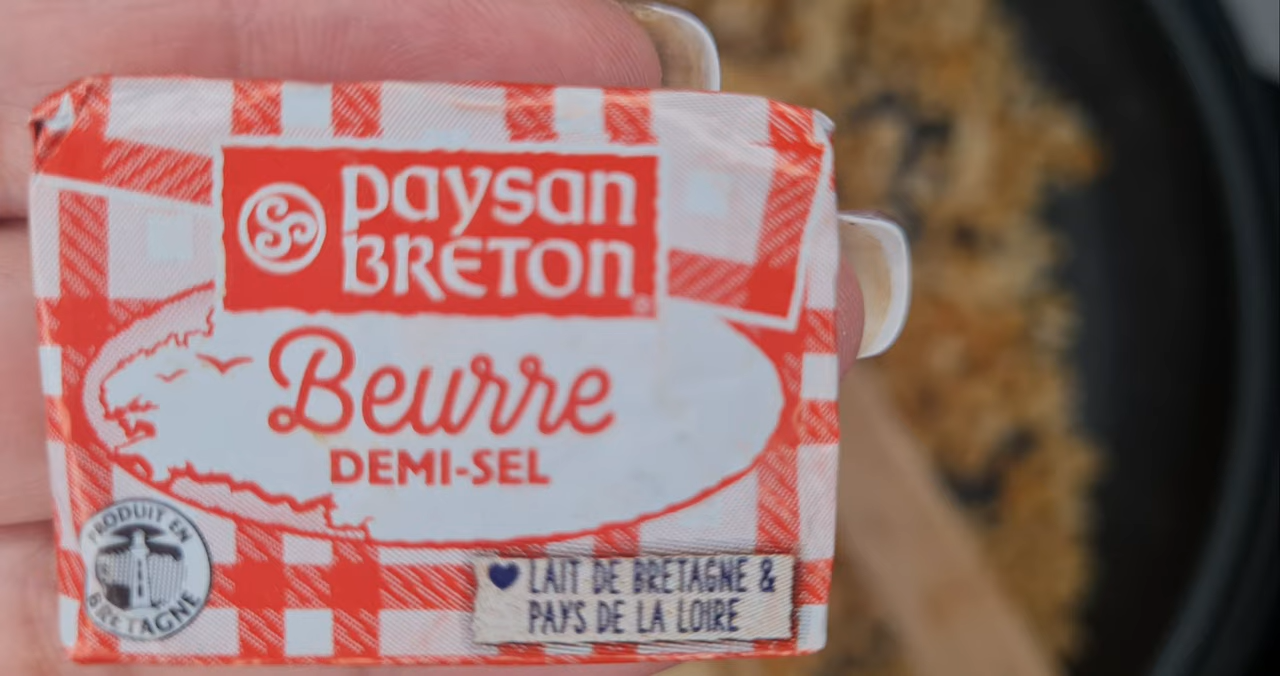 paysan
BRETON
Beurre
DEMI-SEL
PRODUIT EN
BRETAGNE
LAIT DE BRETAGNE &
PAYS DE LA LOIRE